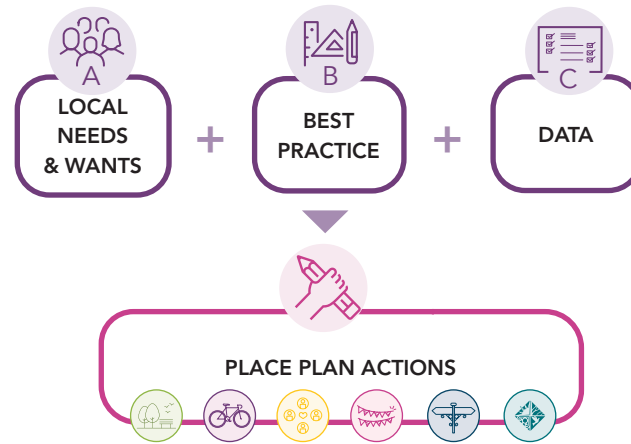 A
LOCAL
NEEDS
& WANTS
+
B
BEST
PRACTICE
+
C
DATA
PLACE PLAN ACTIONS